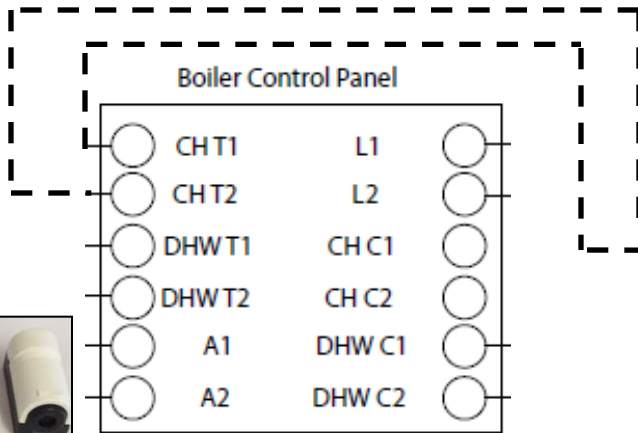 Boiler Control Panel
CH T1 L1
CH T2 L2
DHW T1 CH C1
DHW T2 CH C2
A1 DHW C1
A2 DHW C2